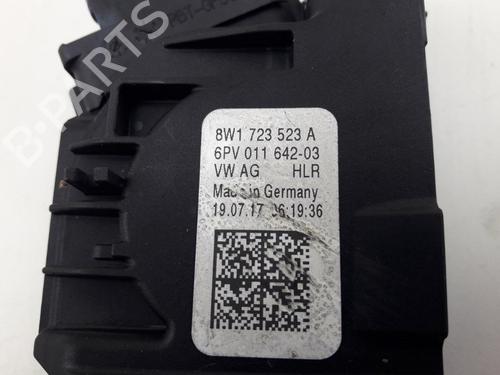 B-PARTS
8W1 723 523 A
6PV 011 642-03
VW AG HLR
Made in Germany
19.07.17 06:19:36